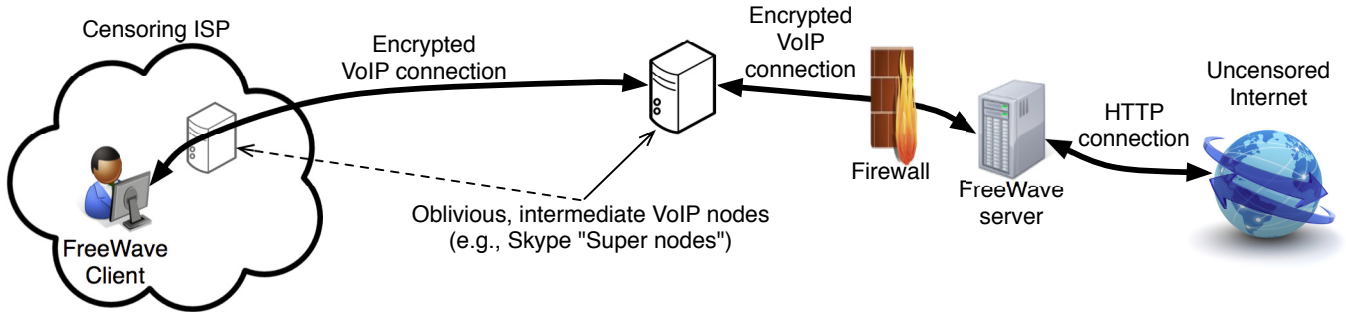 Censoring ISP
Encrypted
VoIP connection
Encrypted
VoIP
connection
Uncensored
Internet
HTTP
connection
Firewall
FreeWave
server
Oblivious, intermediate VoIP nodes
(e.g., Skype "Super nodes")
FreeWave
Client